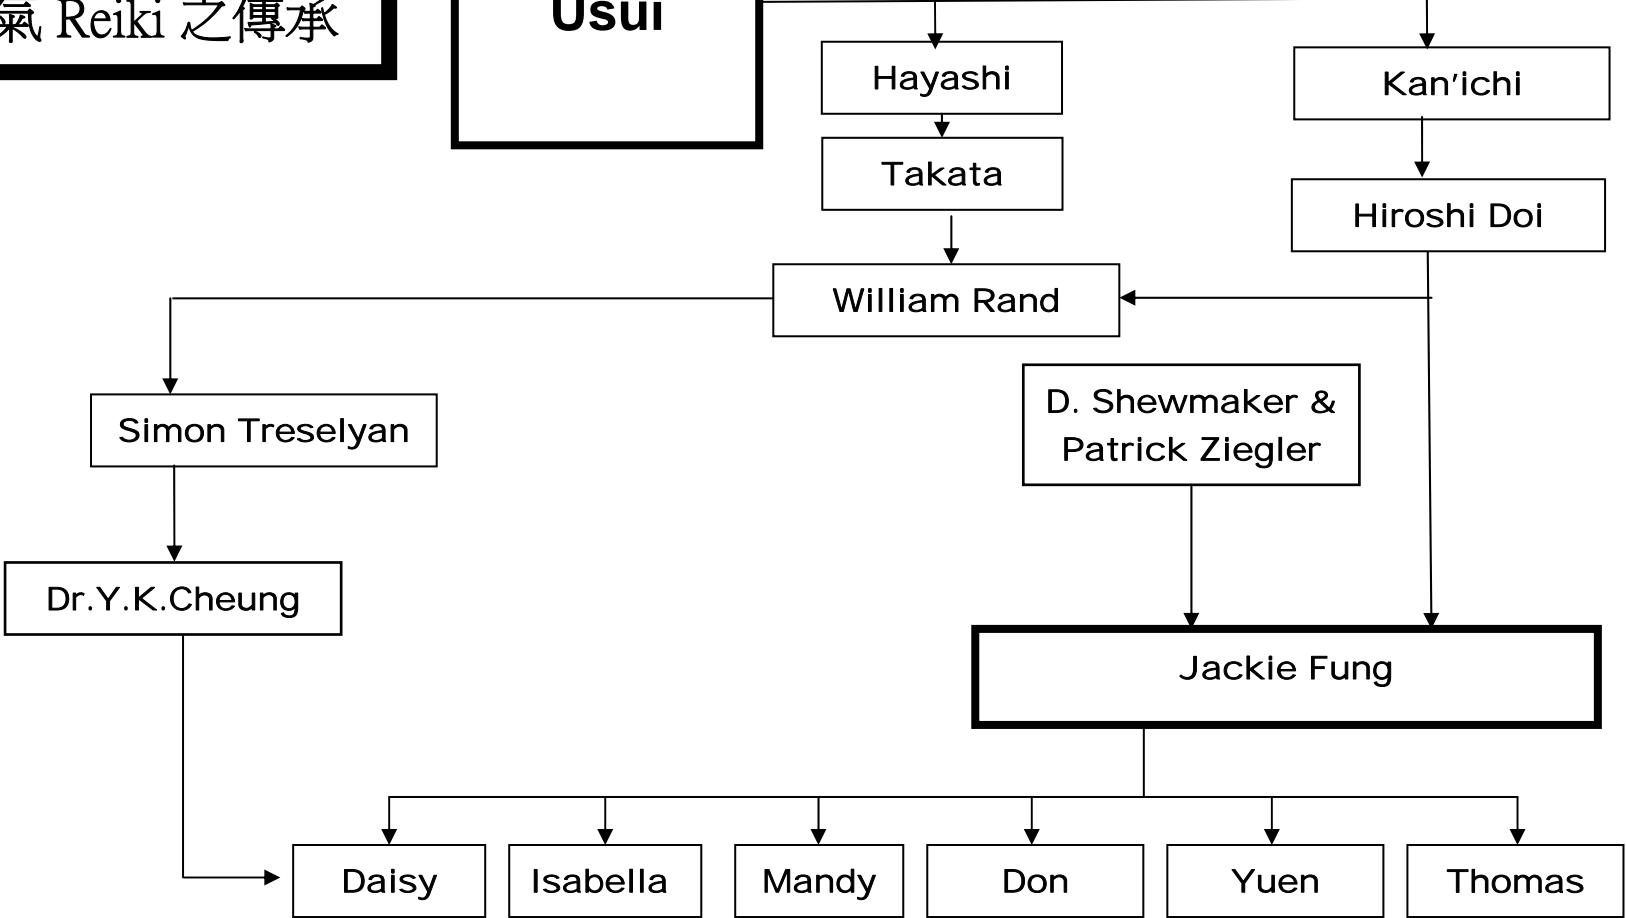 氣 Reiki 之傳承
Usui
Hayashi
Kan'ichi
Takata
Hiroshi Doi
William Rand
D. Shewmaker &
Patrick Ziegler
Simon Treselyan
Dr.Y.K.Cheung
Jackie Fung
Daisy
Isabella
Mandy
Don
Yuen
Thomas